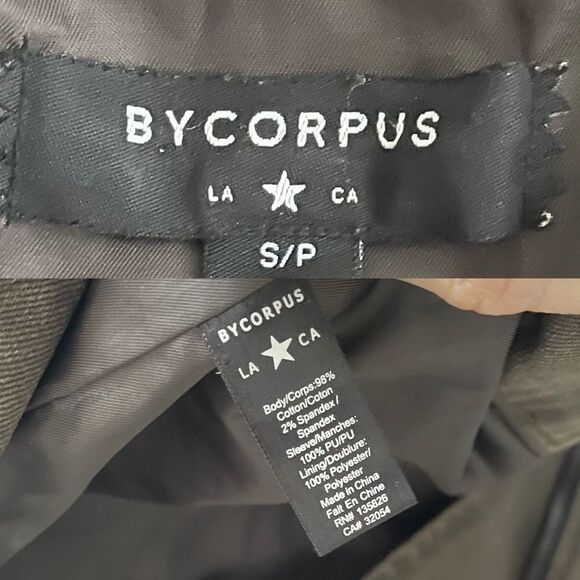 BYCORPUS
LA ★ CA
S/P
BYCORPUS
LA ★ CA
Body/Corps:98%
Cotton/Coton
2% Spandex/
Spandex
Sleeve/Manches:
100% PU/PU
Lining/Doublure:
100% Polyester/
Polyester
Made in China
Fait En Chine
RN# 135826
CA# 32054